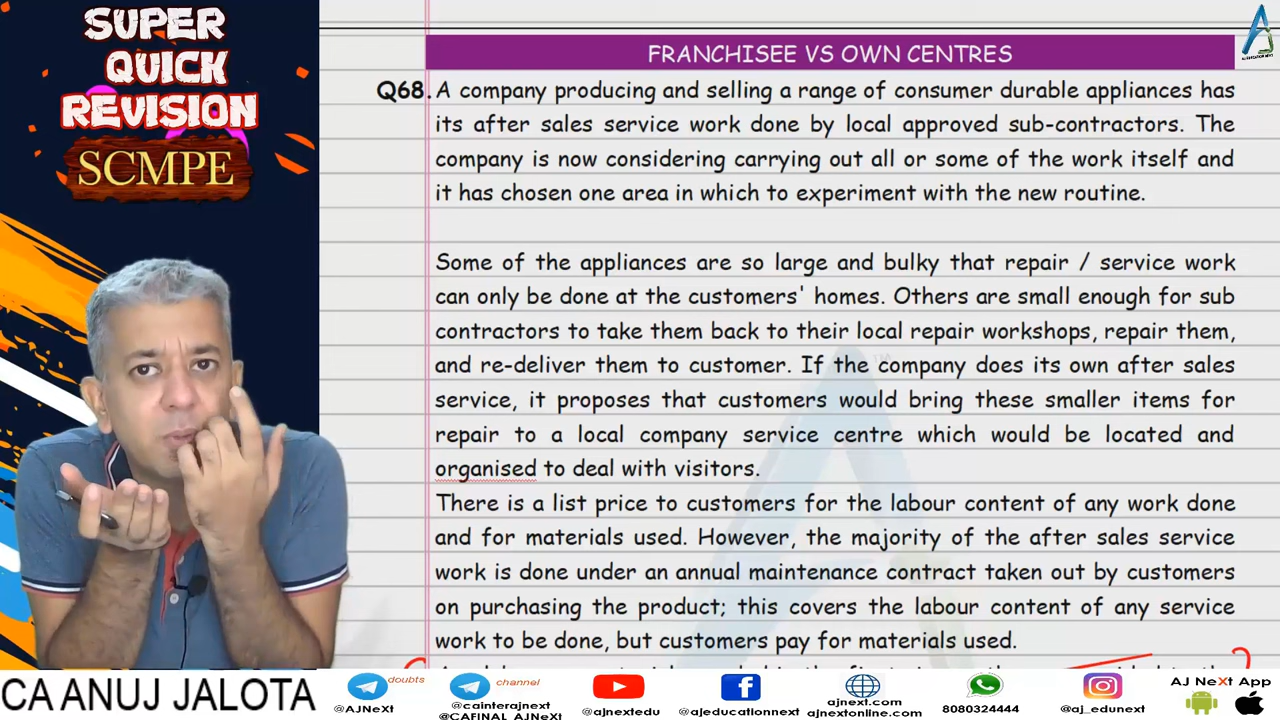 SUPER
QUICK
REVISION
SCMPE
FRANCHISEE VS OWN CENTRES
Q68. A company producing and selling a range of consumer durable appliances has
its after sales service work done by local approved sub-contractors. The
company is now considering carrying out all or some of the work itself and
it has chosen one area in which to experiment with the new routine.
Some of the appliances are so large and bulky that repair / service work
can only be done at the customers' homes. Others are small enough for sub
contractors to take them back to their local repair workshops, repair them,
and re-deliver them to customer. If the company does its own after sales
service, it proposes that customers would bring these smaller items for
repair to a local company service centre which would be located and
organised to deal with visitors.
There is a list price to customers for the labour content of any work done
and for materials used. However, the majority of the after sales service
work is done under an annual maintenance contract taken out by customers
on purchasing the product; this covers the labour content of any service
work to be done, but customers pay for materials used.
CA ANUJ JALOTA
doubts
@AJNeXt
channel
@cainterajnext
@CAFINAL_AJNeXt
@ajnextedu
@ajeducationnext
ajnext.com
ajnextonline.com
8080324444
@aj_edunext
AJ NeXt App